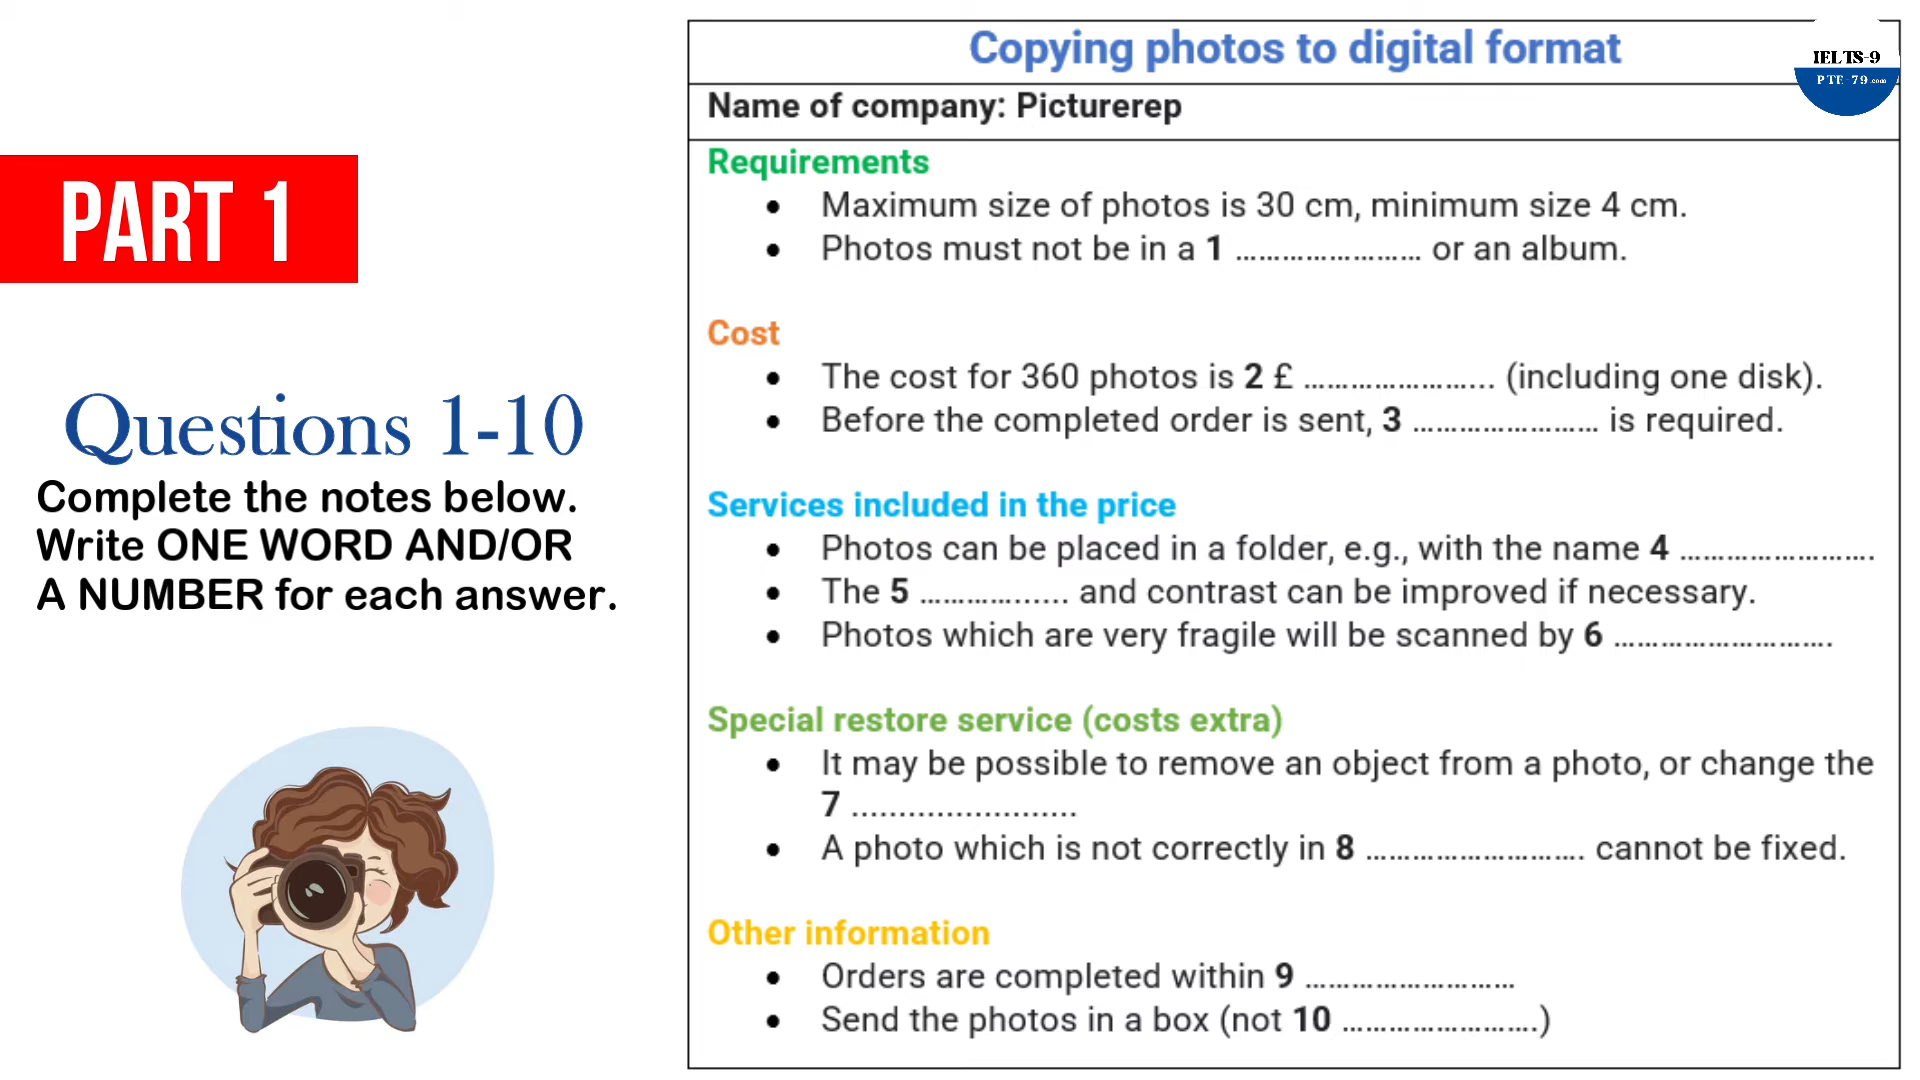 Copying photos to digital format
IELTS-9
PTE-79.com
Name of company: Picturerep
PART 1
Questions 1-10
Complete the notes below.
Write ONE WORD AND/OR
A NUMBER for each answer.
Requirements
• Maximum size of photos is 30 cm, minimum size 4 cm.
• Photos must not be in a 1 ........................ or an album.
Cost
• The cost for 360 photos is 2 £ ........................ (including one disk).
• Before the completed order is sent, 3 ........................ is required.
Services included in the price
• Photos can be placed in a folder, e.g., with the name 4 .........................
• The 5 ................... and contrast can be improved if necessary.
• Photos which are very fragile will be scanned by 6 ............................
Special restore service (costs extra)
• It may be possible to remove an object from a photo, or change the
7 ........................
• A photo which is not correctly in 8 ............................ cannot be fixed.
Other information
• Orders are completed within 9 ...........................
• Send the photos in a box (not 10 .........................)